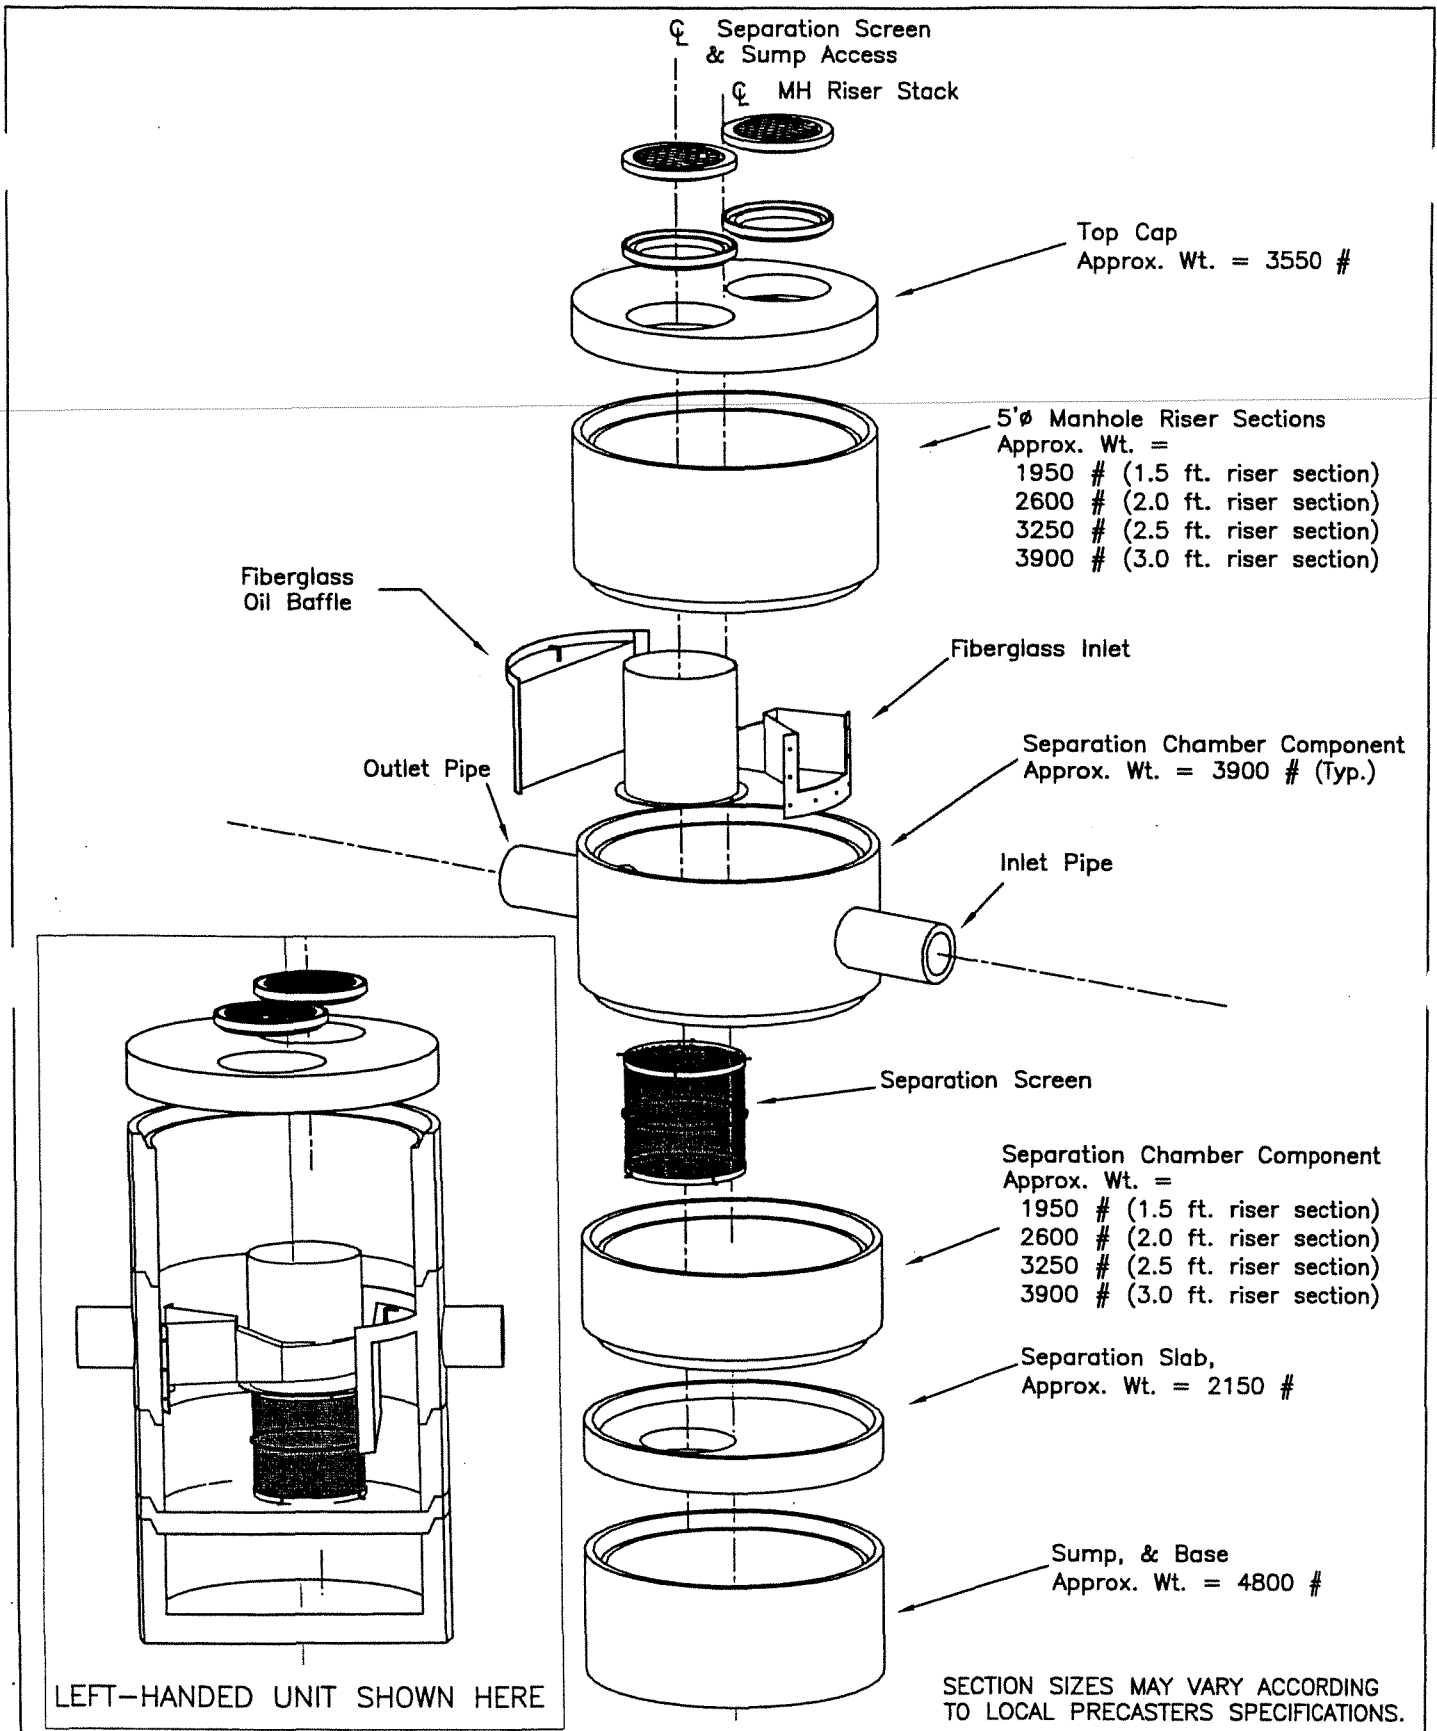 ℄ Separation Screen
& Sump Access
℄ MH Riser Stack
Top Cap
Approx. Wt. = 3550 #
5'ø Manhole Riser Sections
Approx. Wt. =
1950 # (1.5 ft. riser section)
2600 # (2.0 ft. riser section)
3250 # (2.5 ft. riser section)
3900 # (3.0 ft. riser section)
Fiberglass
Oil Baffle
Fiberglass Inlet
Separation Chamber Component
Approx. Wt. = 3900 # (Typ.)
Outlet Pipe
Inlet Pipe
Separation Screen
Separation Chamber Component
Approx. Wt. =
1950 # (1.5 ft. riser section)
2600 # (2.0 ft. riser section)
3250 # (2.5 ft. riser section)
3900 # (3.0 ft. riser section)
Separation Slab,
Approx. Wt. = 2150 #
Sump, & Base
Approx. Wt. = 4800 #
LEFT-HANDED UNIT SHOWN HERE
SECTION SIZES MAY VARY ACCORDING
TO LOCAL PRECASTERS SPECIFICATIONS.